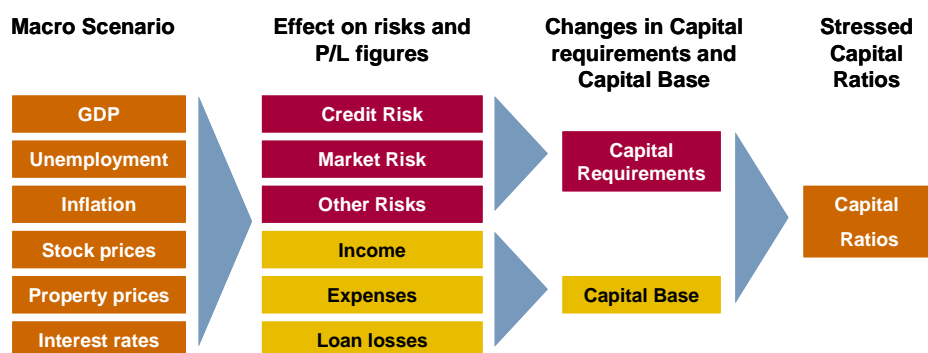 Macro Scenario
Effect on risks and
P/L figures
Changes in Capital
requirements and
Capital Base
Stressed
Capital
Ratios
GDP
Unemployment
Inflation
Stock prices
Property prices
Interest rates
Credit Risk
Market Risk
Other Risks
Income
Expenses
Loan losses
Capital
Requirements
Capital Base
Capital
Ratios